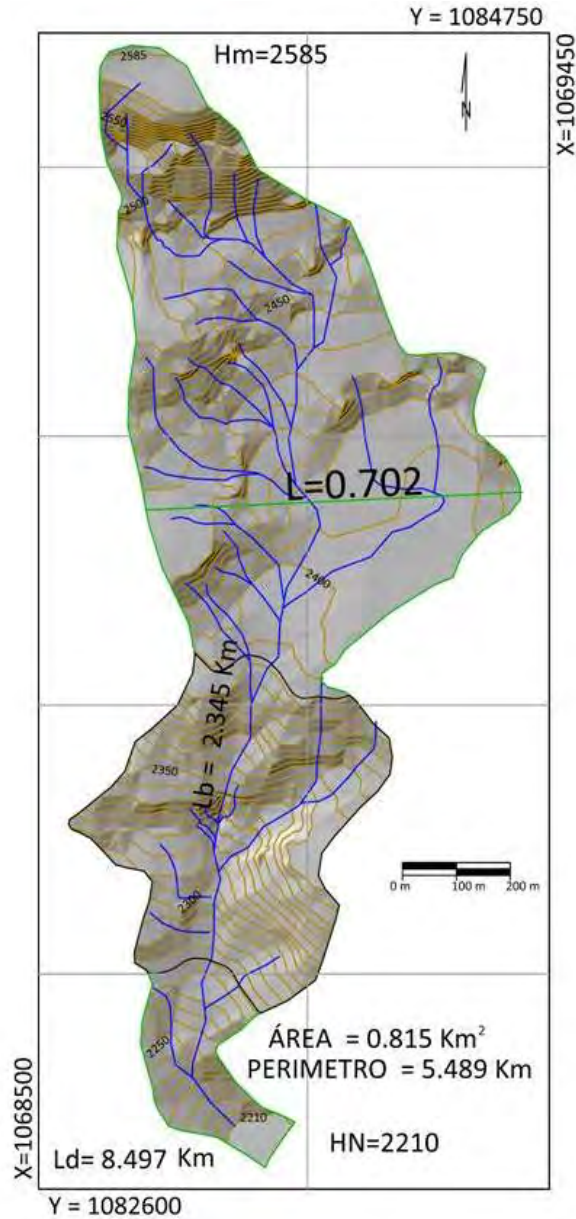 Y = 1084750
Hm=2585
X=1069450
2585
N
2550
2500
2450
L=0.702
2400
Lb = 2.345 Km
2350
0 m 100 m 200 m
2300
ÁREA = 0.815 Km²
PERIMETRO = 5.489 Km
2250
X=1068500
2210
HN=2210
Ld= 8.497 Km
Y = 1082600